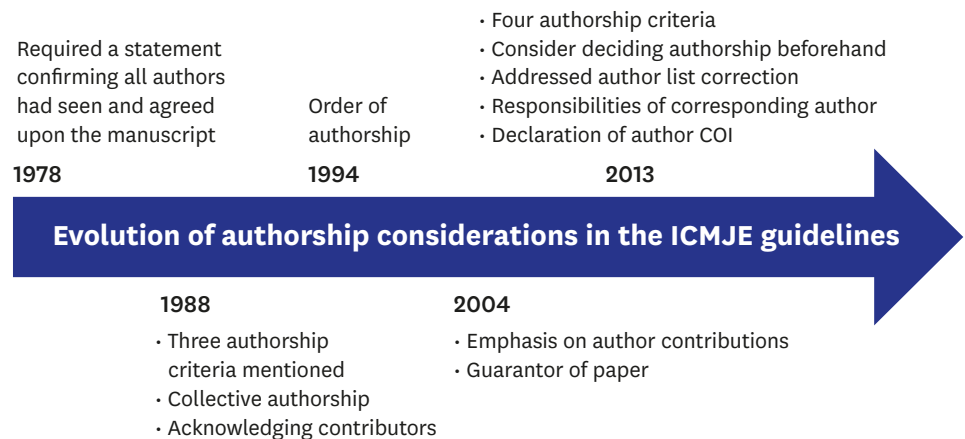 Required a statement
confirming all authors
had seen and agreed
upon the manuscript
1978
Order of
authorship
1994
· Four authorship criteria
· Consider deciding authorship beforehand
· Addressed author list correction
· Responsibilities of corresponding author
· Declaration of author COI
2013
Evolution of authorship considerations in the ICMJE guidelines
1988
· Three authorship
criteria mentioned
· Collective authorship
· Acknowledging contributors
2004
· Emphasis on author contributions
· Guarantor of paper